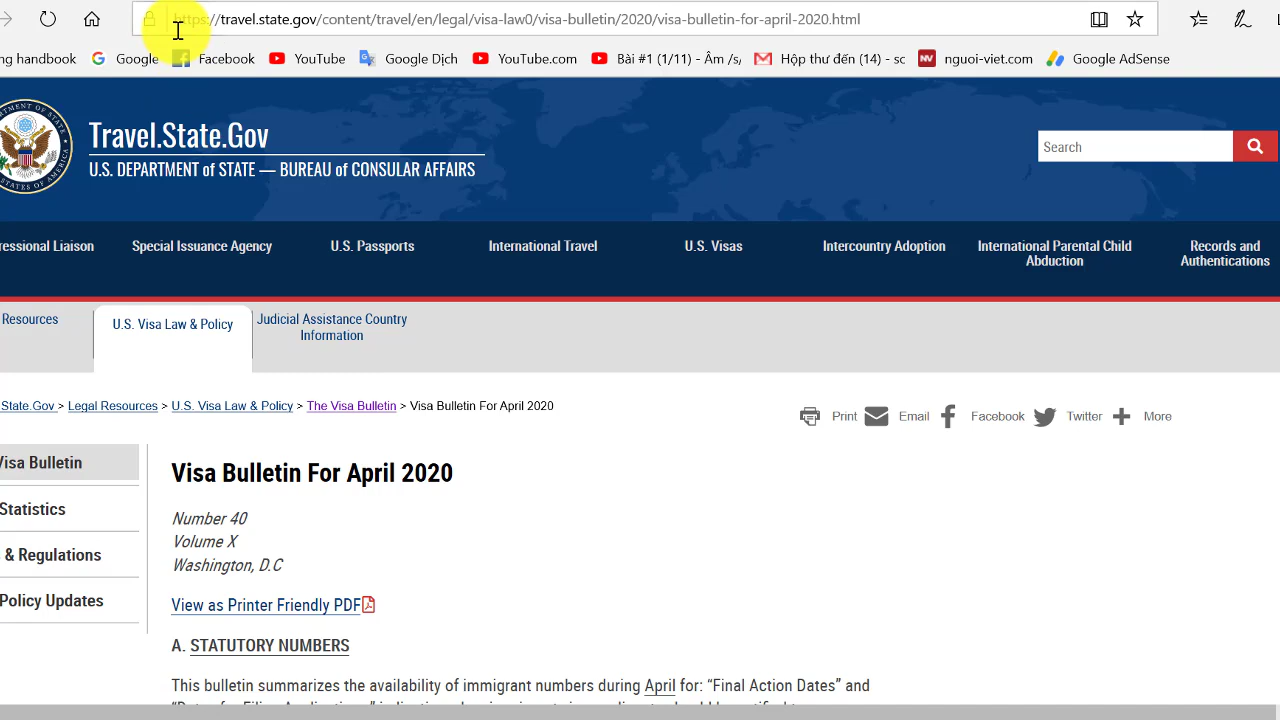 https://travel.state.gov/content/travel/en/legal/visa-law0/visa-bulletin/2020/visa-bulletin-for-april-2020.html
ng handbook Google Facebook YouTube Google Dịch YouTube.com Bài #1 (1/11) - Am /s/ Hộp thư đến (14) - sc NV nguoi-viet.com Google AdSense
Travel.State.Gov
U.S. DEPARTMENT of STATE — BUREAU of CONSULAR AFFAIRS
Search
ressional Liaison Special Issuance Agency U.S. Passports International Travel U.S. Visas Intercountry Adoption International Parental Child Abduction Records and Authentications
Resources U.S. Visa Law & Policy Judicial Assistance Country Information
State.Gov > Legal Resources > U.S. Visa Law & Policy > The Visa Bulletin > Visa Bulletin For April 2020
Print Email Facebook Twitter More
Visa Bulletin
Statistics
& Regulations
Policy Updates
Visa Bulletin For April 2020
Number 40
Volume X
Washington, D.C
View as Printer Friendly PDF
A. STATUTORY NUMBERS
This bulletin summarizes the availability of immigrant numbers during April for: “Final Action Dates” and